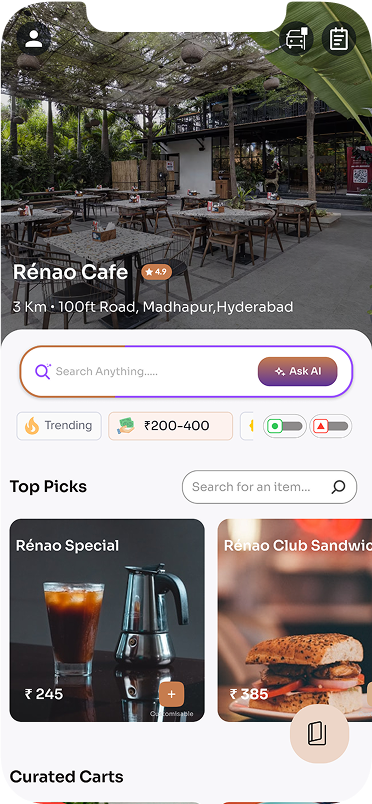 Rénao Cafe
4.9
3 Km • 100ft Road, Madhapur,Hyderabad
Search Anything.....
Ask AI
Trending
₹200-400
Top Picks
Search for an item...
Rénao Special
Rénao Club Sandwic
₹ 245
+
Customisable
₹ 385
Curated Carts